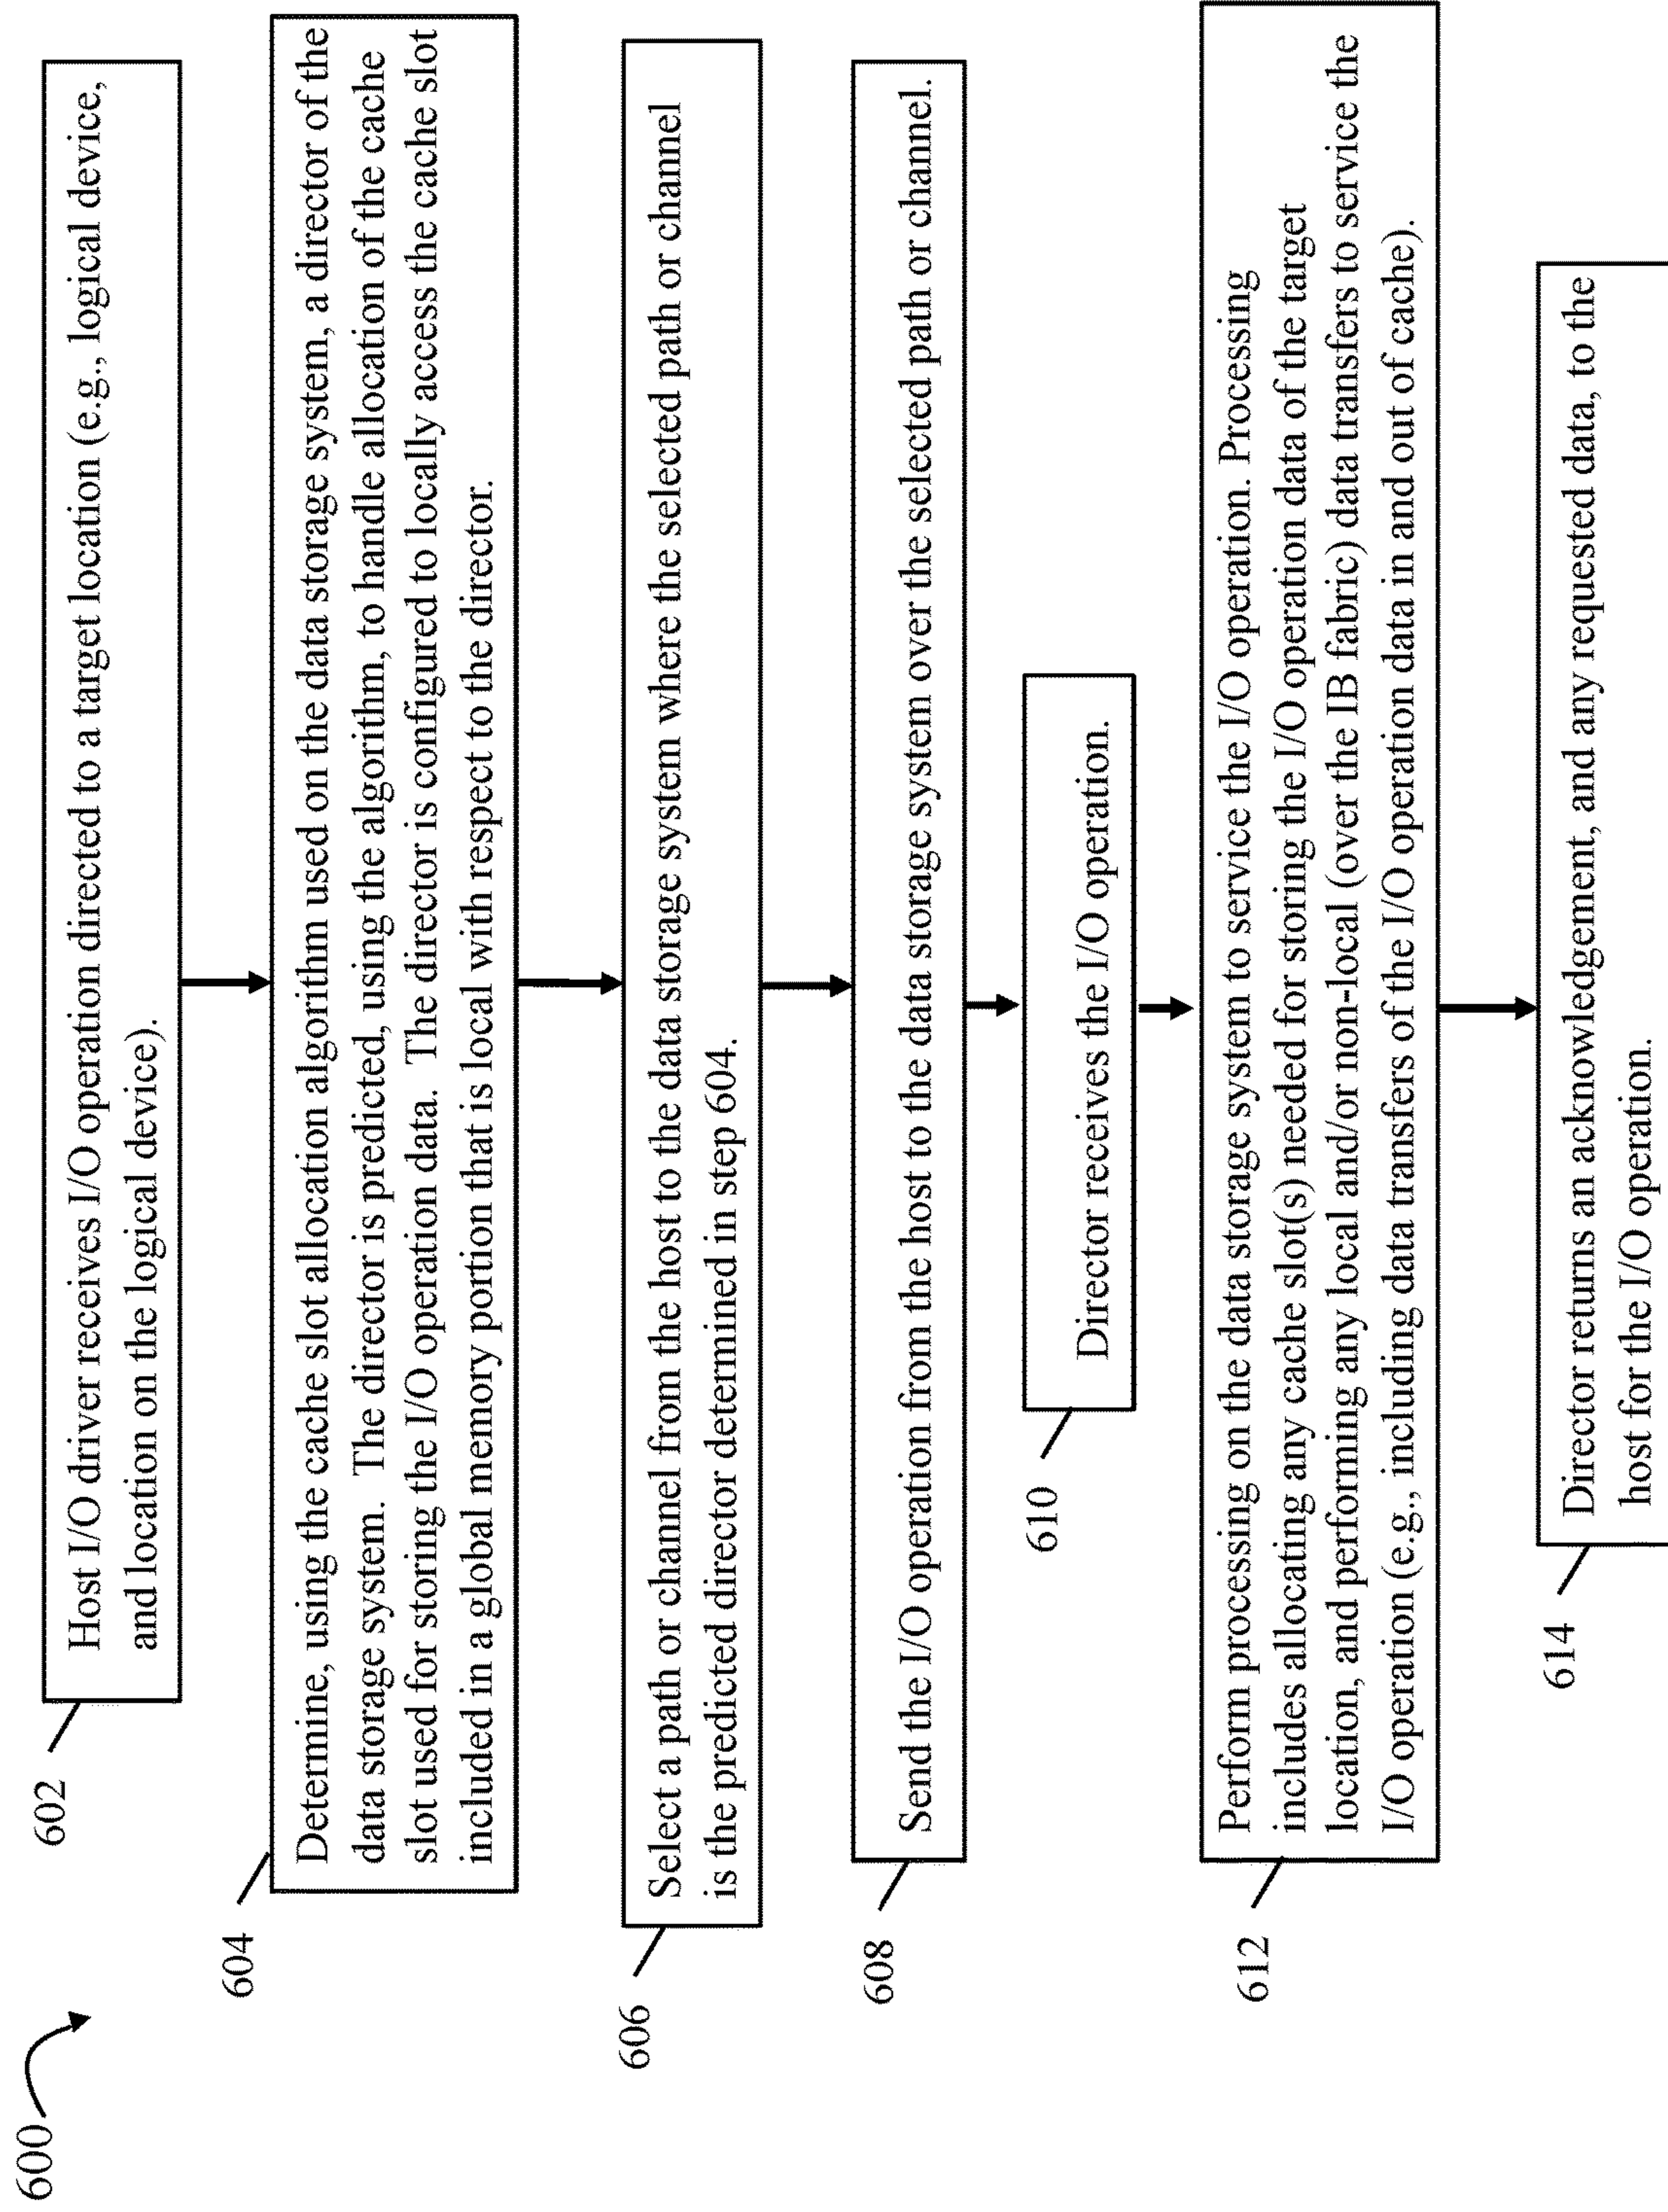 600
602
Host I/O driver receives I/O operation directed to a target location (e.g., logical device,
and location on the logical device).
604
Determine, using the cache slot allocation algorithm used on the data storage system, a director of the
data storage system.  The director is predicted, using the algorithm, to handle allocation of the cache
slot used for storing the I/O operation data.  The director is configured to locally access the cache slot
included in a global memory portion that is local with respect to the director.
606
Select a path or channel from the host to the data storage system where the selected path or channel
is the predicted director determined in step 604.
608
Send the I/O operation from the host to the data storage system over the selected path or channel.
610
Director receives the I/O operation.
612
Perform processing on the data storage system to service the I/O operation. Processing
includes allocating any cache slot(s) needed for storing the I/O operation data of the target
location, and performing any local and/or non-local (over the IB fabric) data transfers to service the
I/O operation (e.g., including data transfers of the I/O operation data in and out of cache).
614
Director returns an acknowledgement, and any requested data, to the
host for the I/O operation.